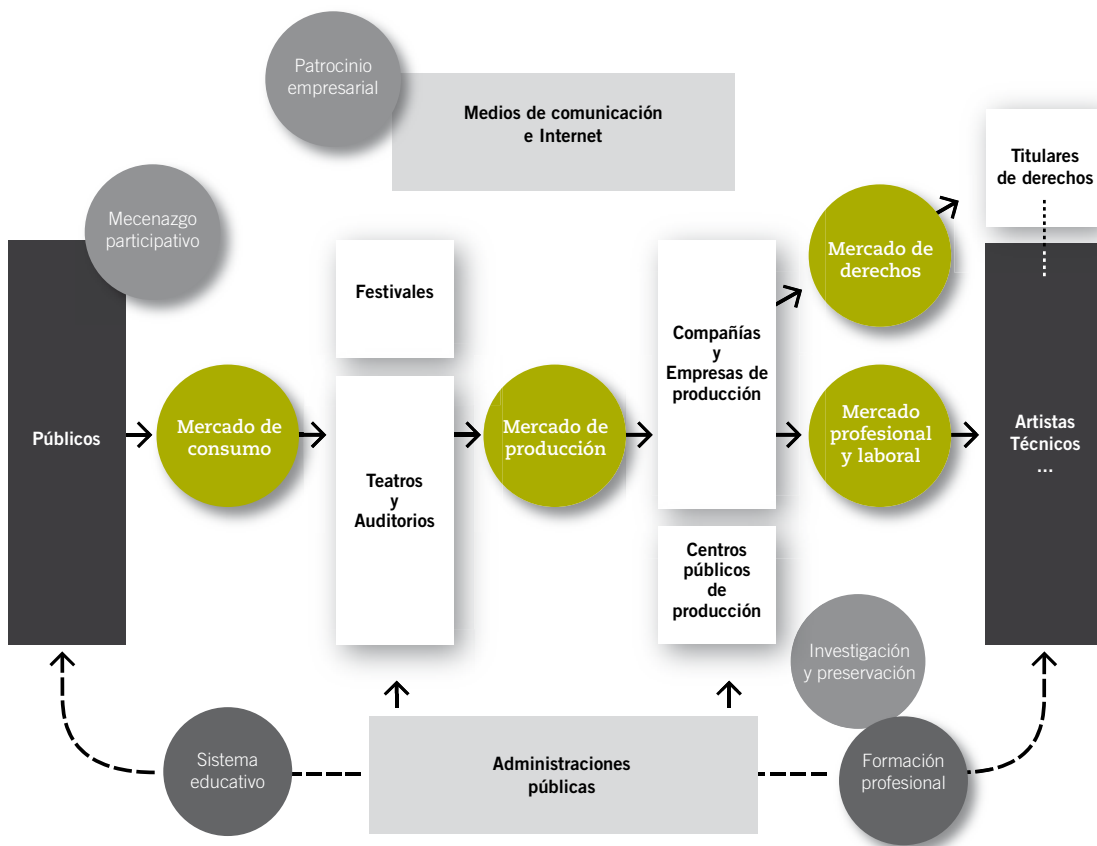 Patrocinio
empresarial
Medios de comunicación
e Internet
Titulares
de derechos
Mecenazgo
participativo
Mercado de
derechos
Festivales
Compañías
y
Empresas de
producción
Públicos
Mercado de
consumo
Teatros
y
Auditorios
Mercado de
producción
Mercado
profesional
y laboral
Artistas
Técnicos
...
Centros
públicos
de
producción
Investigación
y preservación
Sistema
educativo
Administraciones
públicas
Formación
profesional